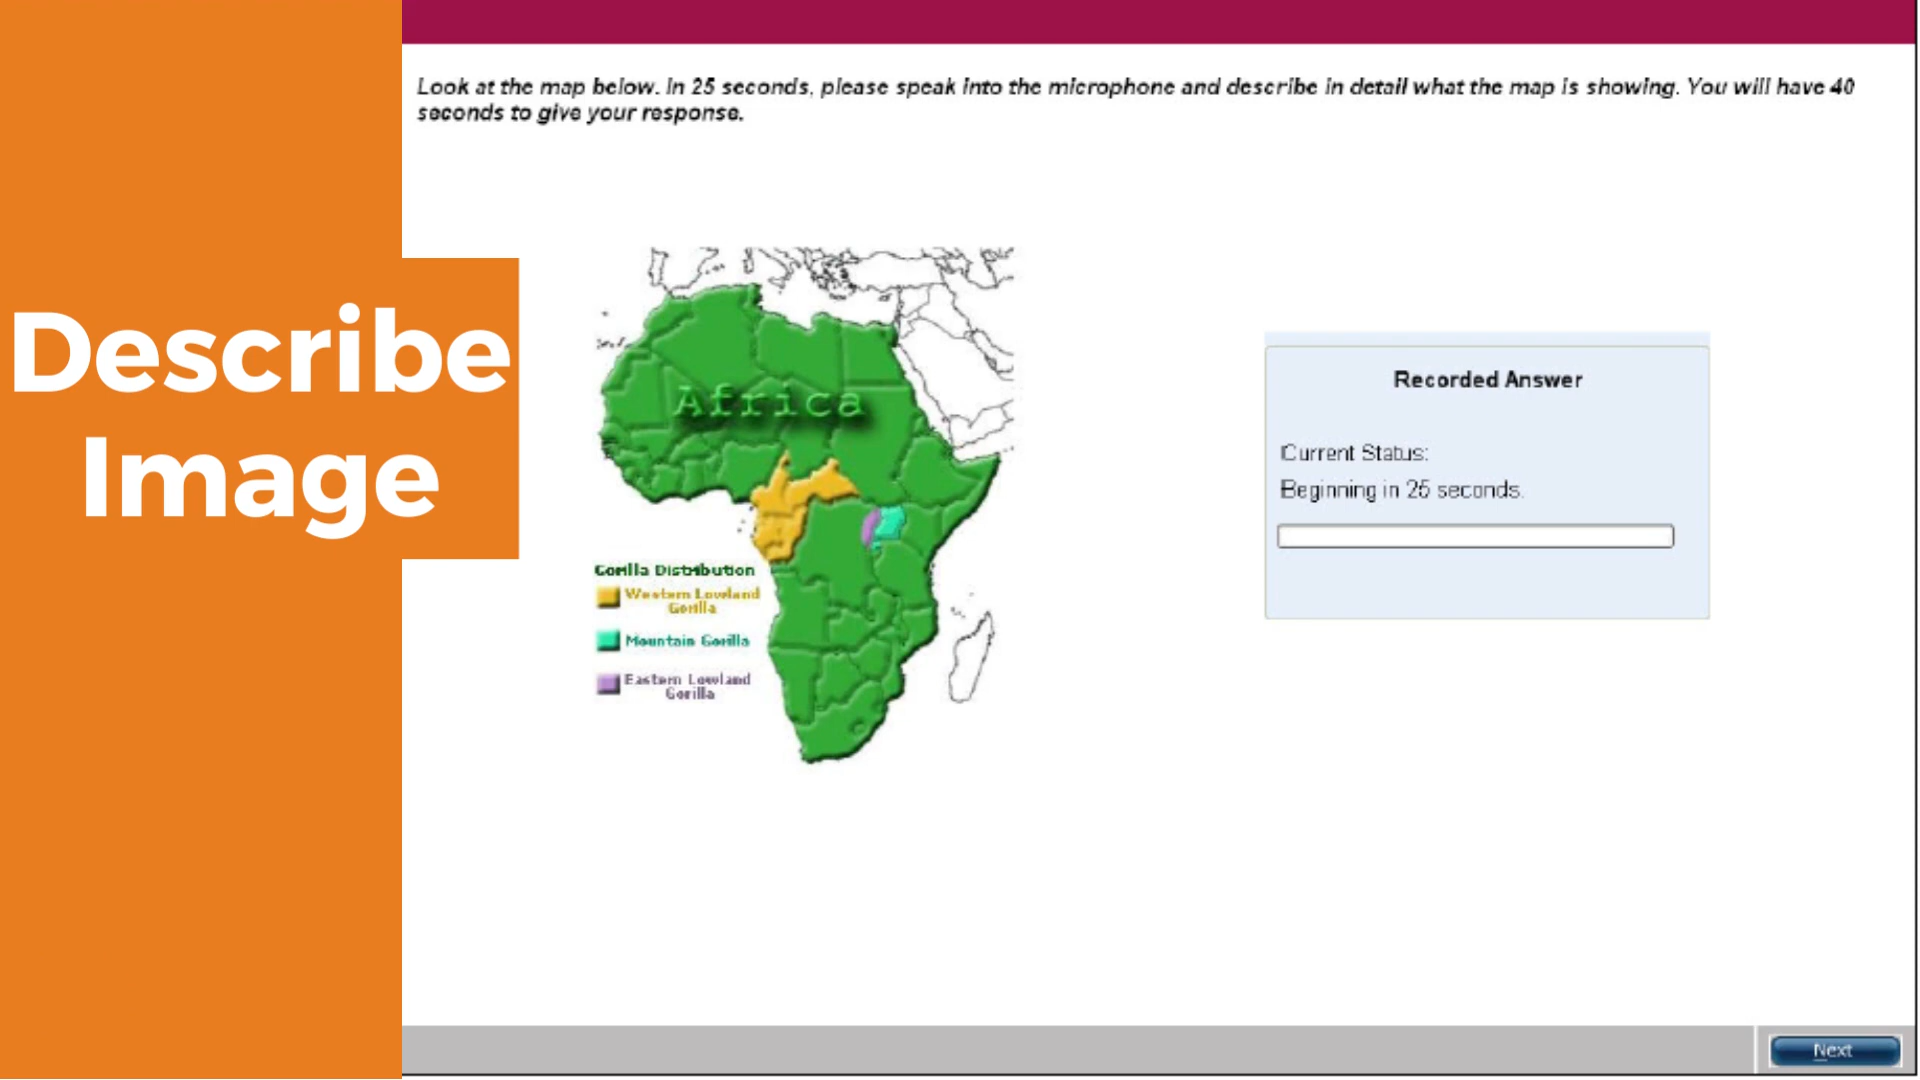 Describe
Image
Look at the map below. In 25 seconds, please speak into the microphone and describe in detail what the map is showing. You will have 40
seconds to give your response.
Africa
Gorilla Distribution
Western Lowland
Gorilla
Mountain Gorilla
Eastern Lowland
Gorilla
Recorded Answer
Current Status:
Beginning in 25 seconds.
Next